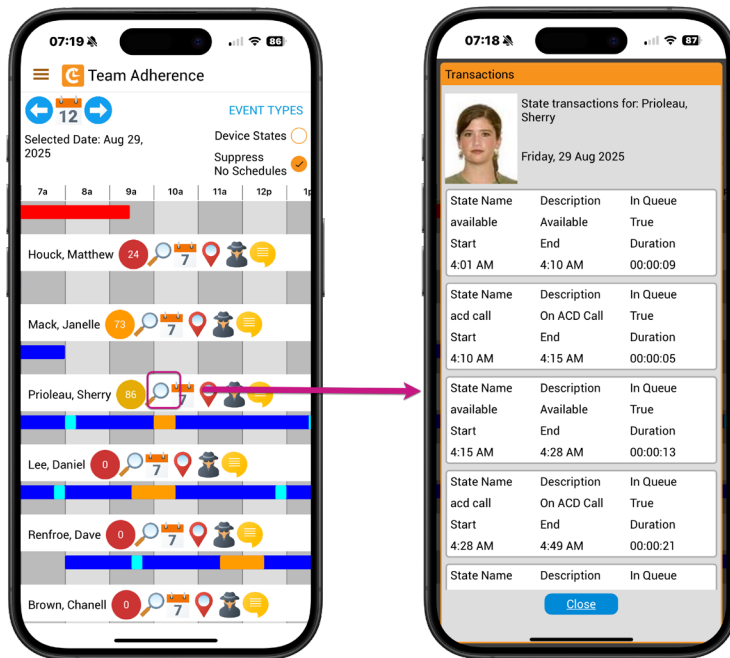 07:19
86
Team Adherence
12
EVENT TYPES
Selected Date: Aug 29,
2025
Device States
Suppress
No Schedules
7a 8a 9a 10a 11a 12p 1p
Houck, Matthew 24 7
Mack, Janelle 73 7
Prioleau, Sherry 86 7
Lee, Daniel 0 7
Renfroe, Dave 0 7
Brown, Chanell 0 7
07:18
87
Transactions
State transactions for: Prioleau,
Sherry
Friday, 29 Aug 2025
State Name Description In Queue
available Available True
Start End Duration
4:01 AM 4:10 AM 00:00:09
State Name Description In Queue
acd call On ACD Call True
Start End Duration
4:10 AM 4:15 AM 00:00:05
State Name Description In Queue
available Available True
Start End Duration
4:15 AM 4:28 AM 00:00:13
State Name Description In Queue
acd call On ACD Call True
Start End Duration
4:28 AM 4:49 AM 00:00:21
State Name Description In Queue
Close